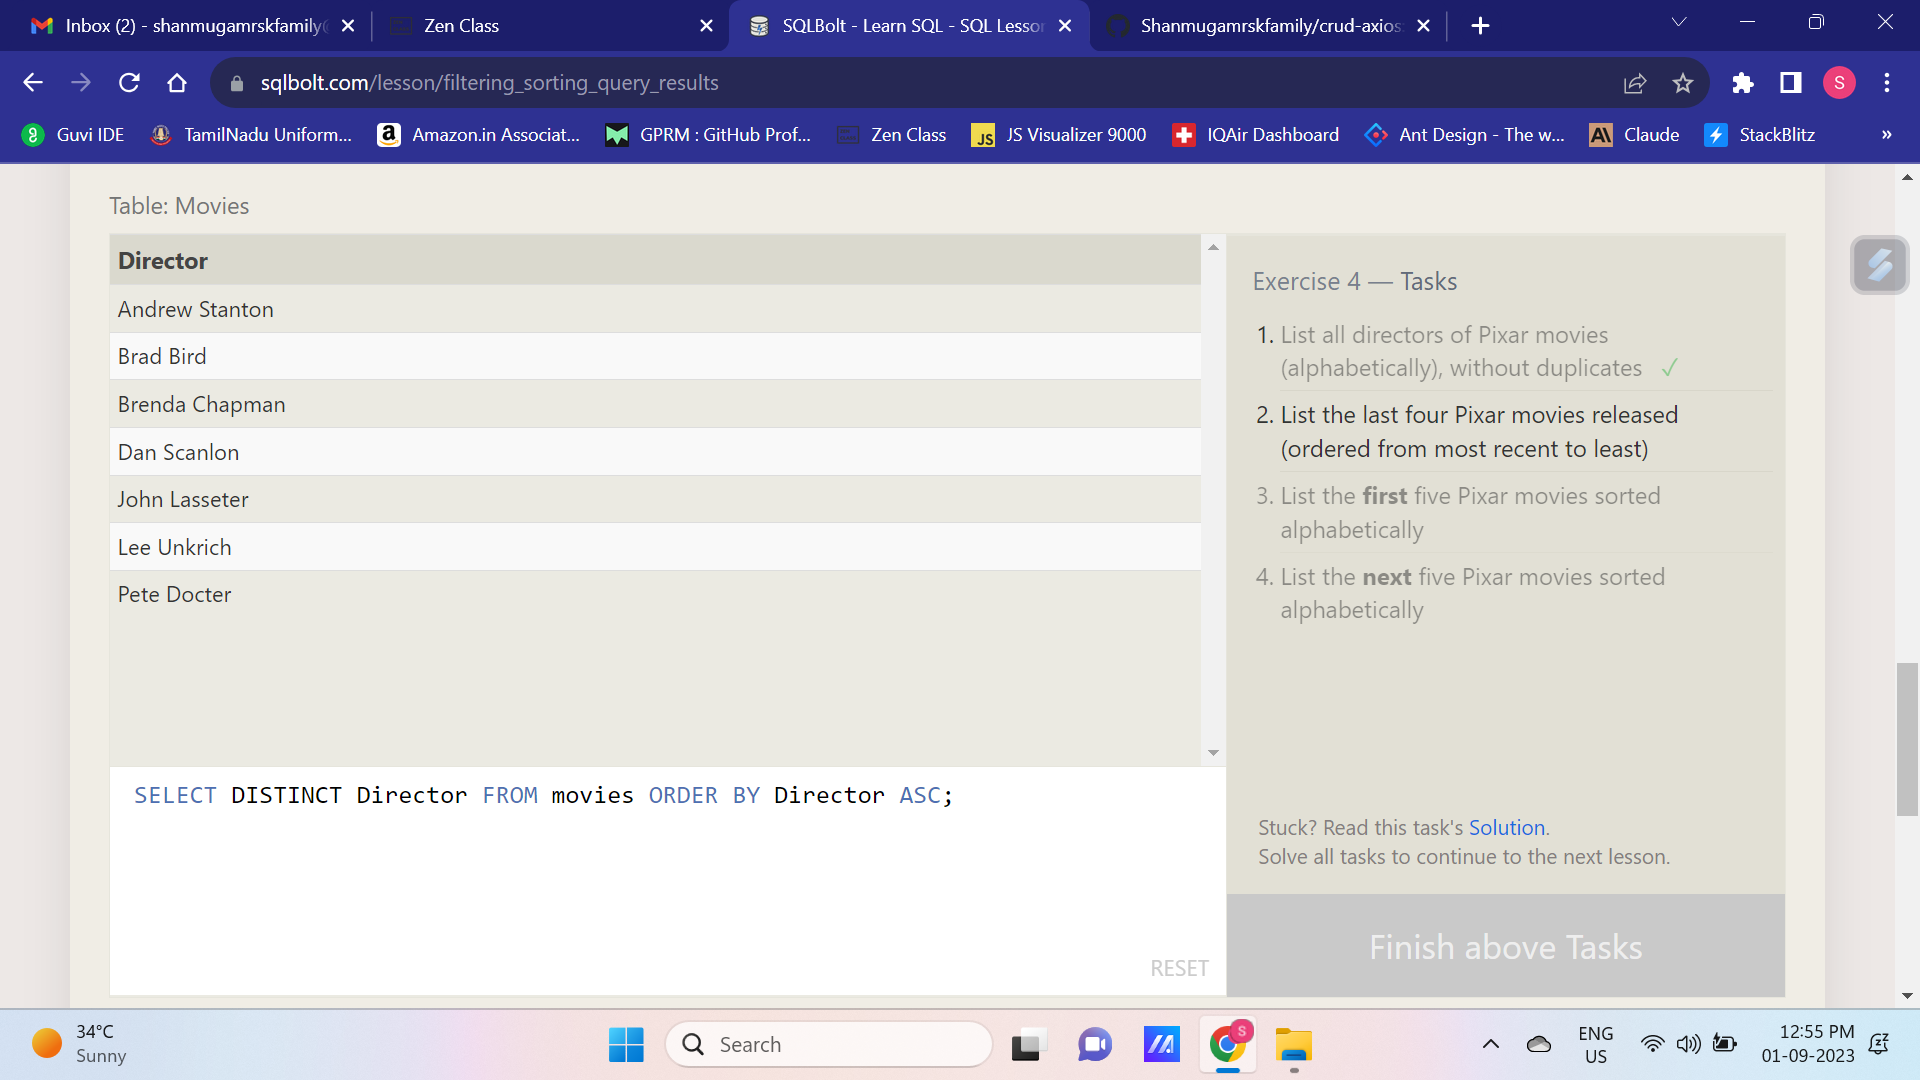 Inbox (2) - shanmugamrskfamily
Zen Class
SQLBolt - Learn SQL - SQL Lesson
Shanmugamrskfamily/crud-axios
sqlbolt.com/lesson/filtering_sorting_query_results
S
Guvi IDE
TamilNadu Uniform...
Amazon.in Associat...
GPRM : GitHub Prof...
Zen Class
JS Visualizer 9000
IQAir Dashboard
Ant Design - The w...
Claude
StackBlitz
»
Table: Movies
Director
Andrew Stanton
Brad Bird
Brenda Chapman
Dan Scanlon
John Lasseter
Lee Unkrich
Pete Docter
SELECT DISTINCT Director FROM movies ORDER BY Director ASC;
RESET
Exercise 4 — Tasks
1. List all directors of Pixar movies
(alphabetically), without duplicates ✓
2. List the last four Pixar movies released
(ordered from most recent to least)
3. List the first five Pixar movies sorted
alphabetically
4. List the next five Pixar movies sorted
alphabetically
Stuck? Read this task's Solution.
Solve all tasks to continue to the next lesson.
Finish above Tasks
34°C
Sunny
Search
S
ENG
US
12:55 PM
01-09-2023